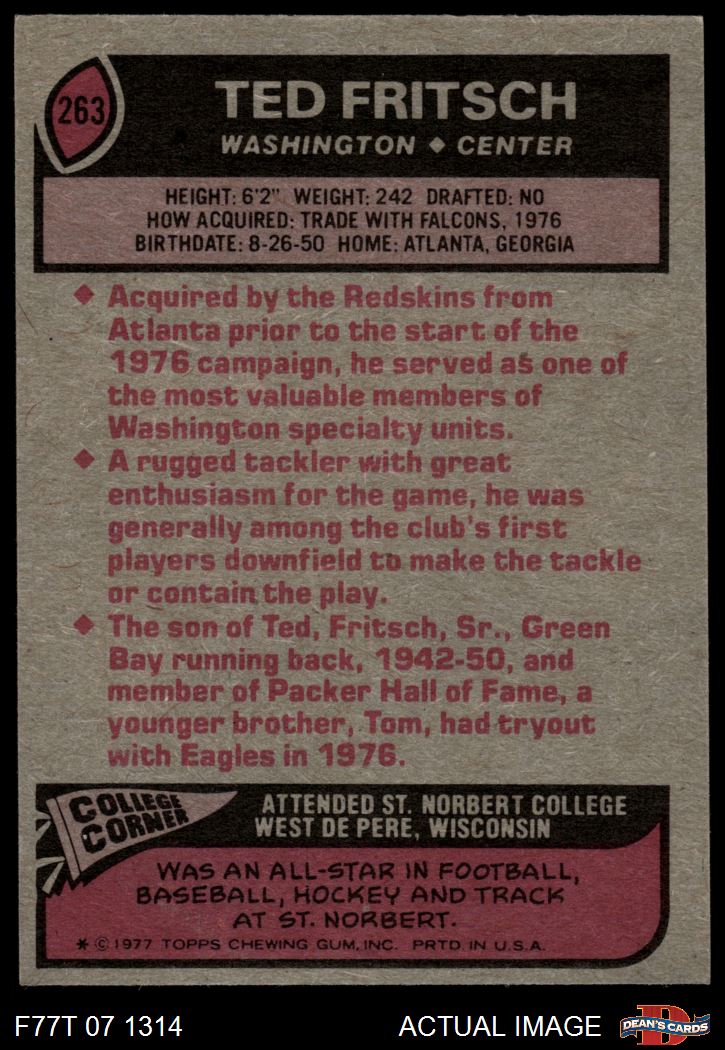 263
TED FRITSCH
WASHINGTON ◆ CENTER
HEIGHT: 6'2" WEIGHT: 242 DRAFTED: NO
HOW ACQUIRED: TRADE WITH FALCONS, 1976
BIRTHDATE: 8-26-50 HOME: ATLANTA, GEORGIA
◆ Acquired by the Redskins from
Atlanta prior to the start of the
1976 campaign, he served as one of
the most valuable members of
Washington specialty units.
◆ A rugged tackler with great
enthusiasm for the game, he was
generally among the club's first
players downfield to make the tackle
or contain the play.
◆ The son of Ted, Fritsch, Sr., Green
Bay running back, 1942-50, and
member of Packer Hall of Fame, a
younger brother, Tom, had tryout
with Eagles in 1976.
COLLEGE
CORNER
ATTENDED ST. NORBERT COLLEGE
WEST DE PERE, WISCONSIN
WAS AN ALL-STAR IN FOOTBALL,
BASEBALL, HOCKEY AND TRACK
AT ST. NORBERT.
* © 1977 TOPPS CHEWING GUM, INC. PRTD IN U.S.A.
F77T 07 1314
ACTUAL IMAGE
D
DEAN'S CARDS